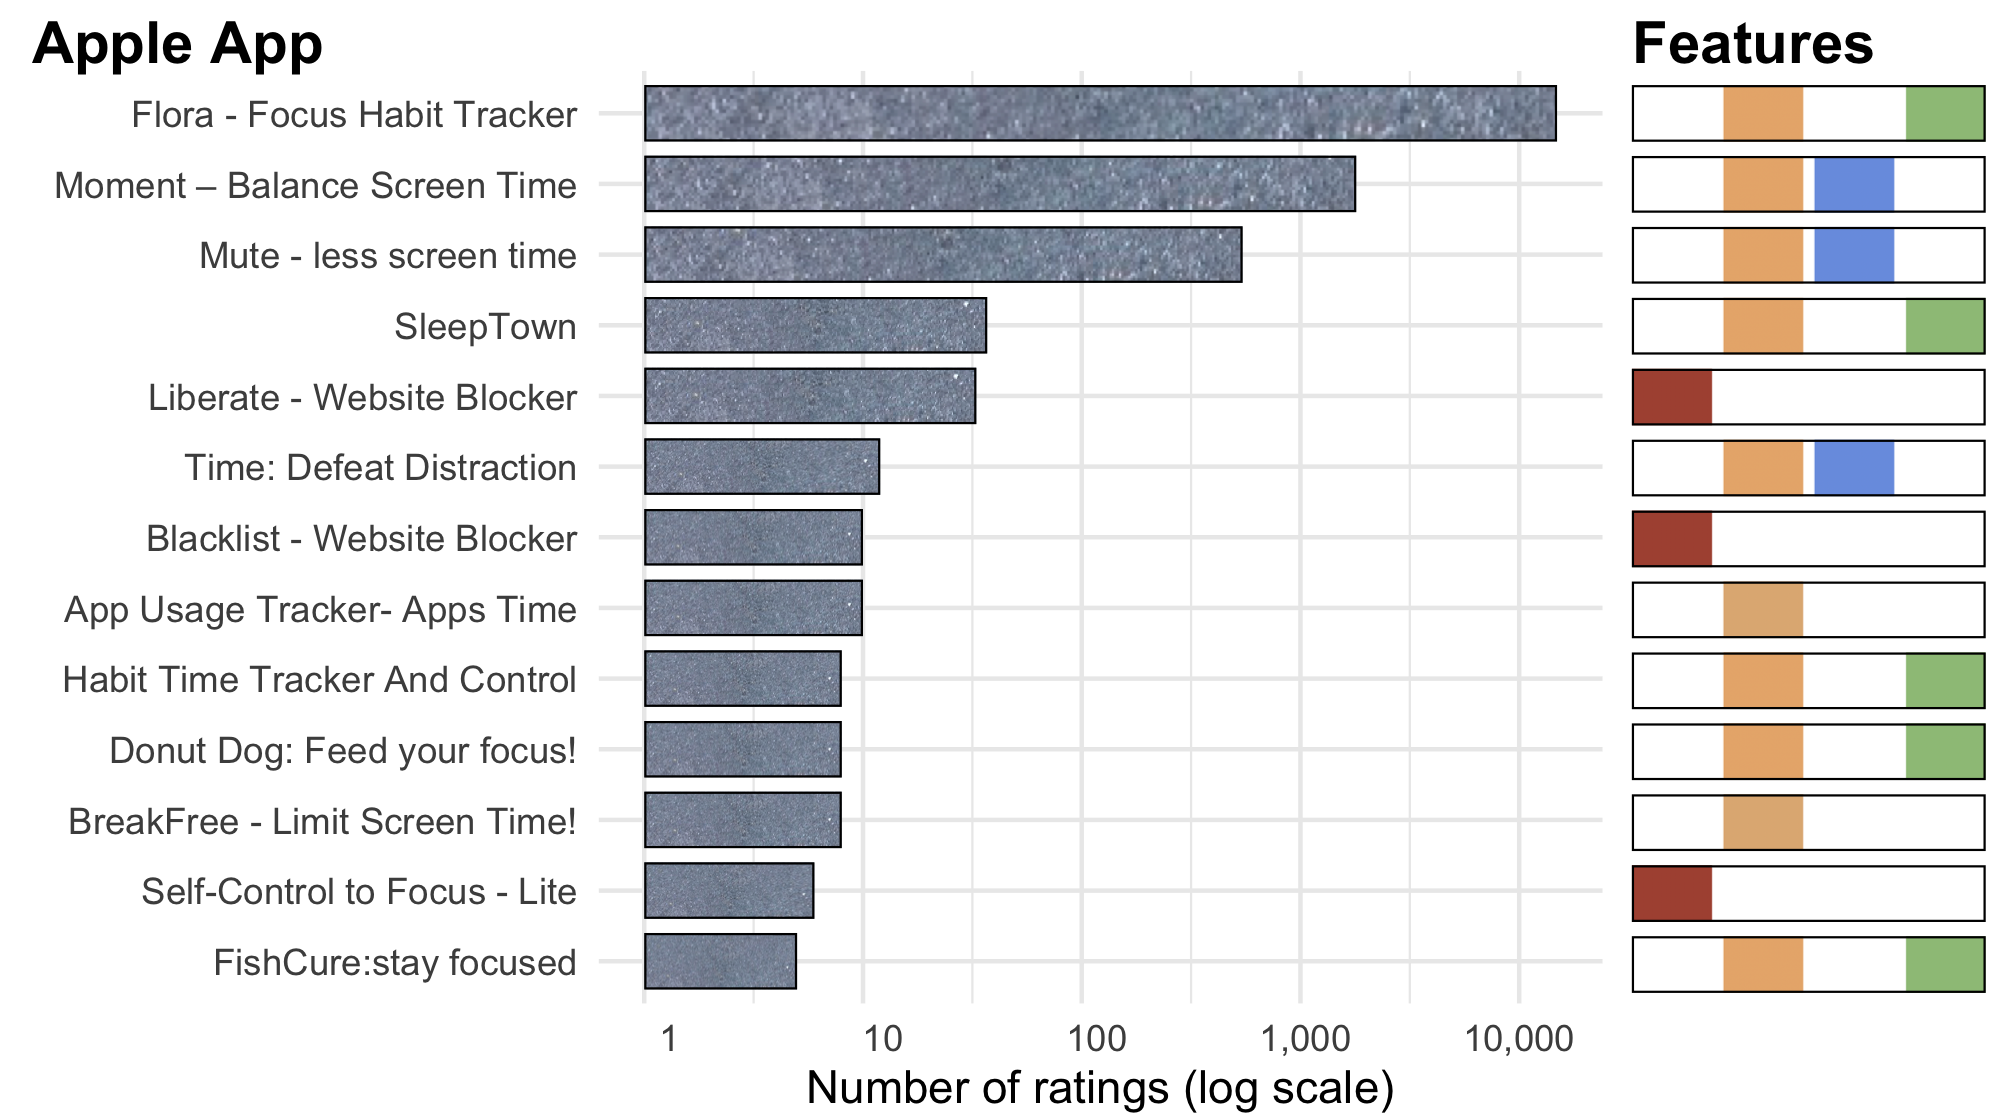 Apple App
Features
Flora - Focus Habit Tracker
Moment – Balance Screen Time
Mute - less screen time
SleepTown
Liberate - Website Blocker
Time: Defeat Distraction
Blacklist - Website Blocker
App Usage Tracker- Apps Time
Habit Time Tracker And Control
Donut Dog: Feed your focus!
BreakFree - Limit Screen Time!
Self-Control to Focus - Lite
FishCure:stay focused
1 10 100 1,000 10,000
Number of ratings (log scale)